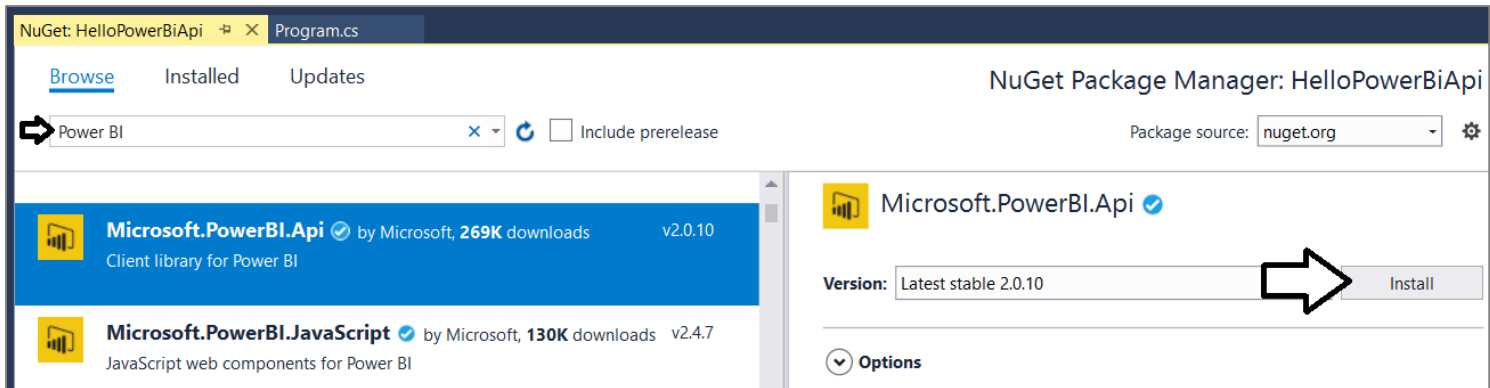 NuGet: HelloPowerBiApi Program.cs
Browse Installed Updates
NuGet Package Manager: HelloPowerBiApi
Power BI
Include prerelease
Package source: nuget.org
Microsoft.PowerBI.Api by Microsoft, 269K downloads v2.0.10
Client library for Power BI
Microsoft.PowerBI.JavaScript by Microsoft, 130K downloads v2.4.7
JavaScript web components for Power BI
Microsoft.PowerBI.Api
Version: Latest stable 2.0.10 Install
Options